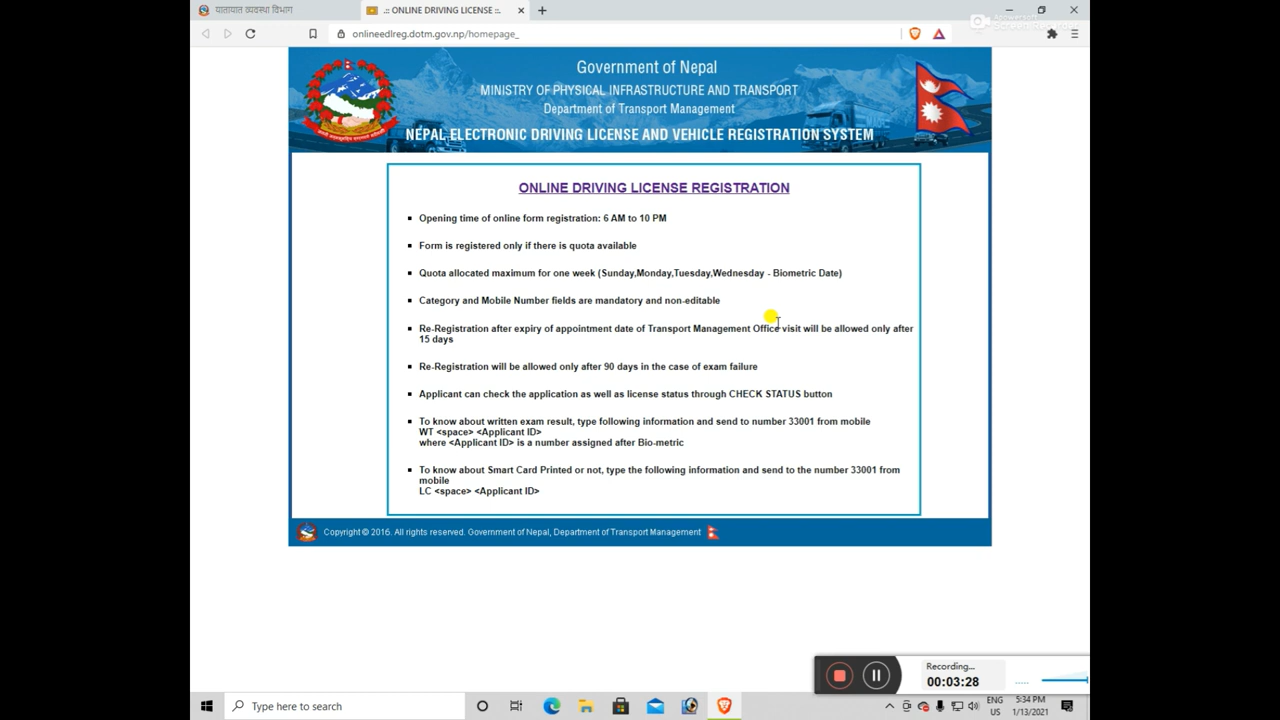 यातायात व्यवस्था विभाग
.:: ONLINE DRIVING LICENSE ::.
onlineedlreg.dotm.gov.np/homepage_
Government of Nepal
MINISTRY OF PHYSICAL INFRASTRUCTURE AND TRANSPORT
Department of Transport Management
NEPAL ELECTRONIC DRIVING LICENSE AND VEHICLE REGISTRATION SYSTEM
ONLINE DRIVING LICENSE REGISTRATION
Opening time of online form registration: 6 AM to 10 PM
Form is registered only if there is quota available
Quota allocated maximum for one week (Sunday,Monday,Tuesday,Wednesday - Biometric Date)
Category and Mobile Number fields are mandatory and non-editable
Re-Registration after expiry of appointment date of Transport Management Office visit will be allowed only after
15 days
Re-Registration will be allowed only after 90 days in the case of exam failure
Applicant can check the application as well as license status through CHECK STATUS button
To know about written exam result, type following information and send to number 33001 from mobile
WT <space> <Applicant ID>
where <Applicant ID> is a number assigned after Bio-metric
To know about Smart Card Printed or not, type the following information and send to the number 33001 from
mobile
LC <space> <Applicant ID>
Copyright © 2016. All rights reserved. Government of Nepal, Department of Transport Management
Recording...
00:03:28
Type here to search
ENG
US
5:34 PM
1/13/2021